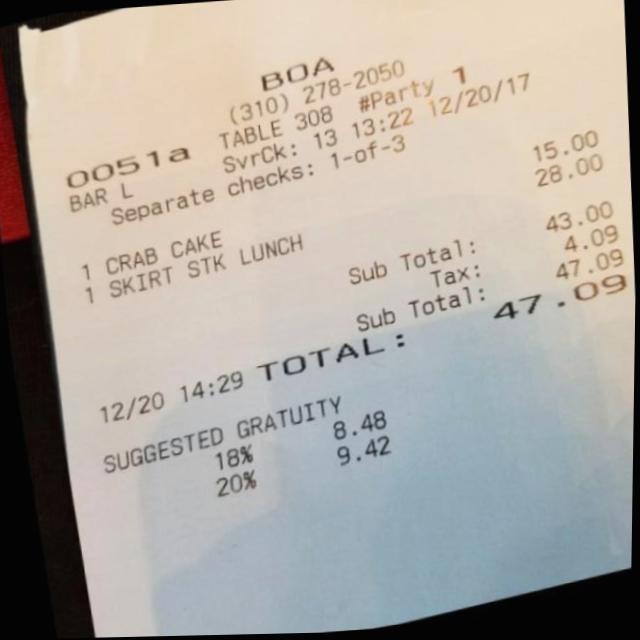 BOA
(310) 278-2050
0051a TABLE 308 #Party 1
BAR L SvrCk: 13 13:22 12/20/17
Separate checks: 1-of-3
1 CRAB CAKE 15.00
1 SKIRT STK LUNCH 28.00
Sub Total: 43.00
Tax: 4.09
Sub Total: 47.09
12/20 14:29 TOTAL: 47.09
SUGGESTED GRATUITY
18% 8.48
20% 9.42